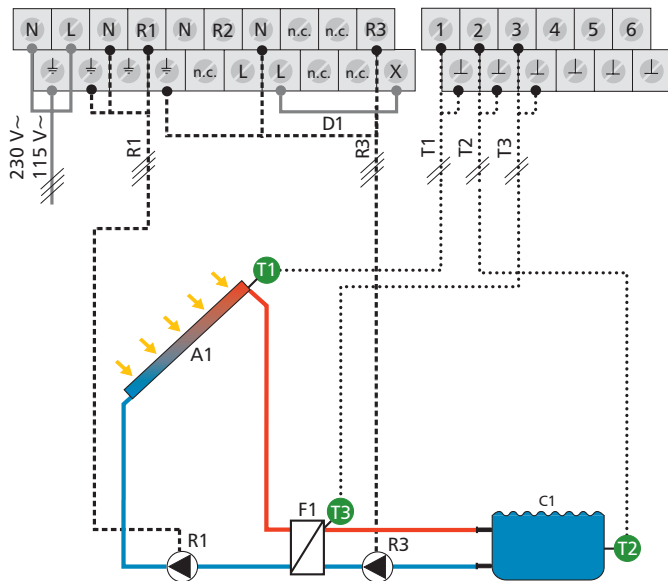 N L N R1 N R2 N n.c. n.c. R3
1 2 3 4 5 6
n.c. L L n.c. n.c. X
D1
230 V~
115 V~
R1
R3
T1
T2
T3
T1
A1
F1
T3
C1
R1
R3
T2